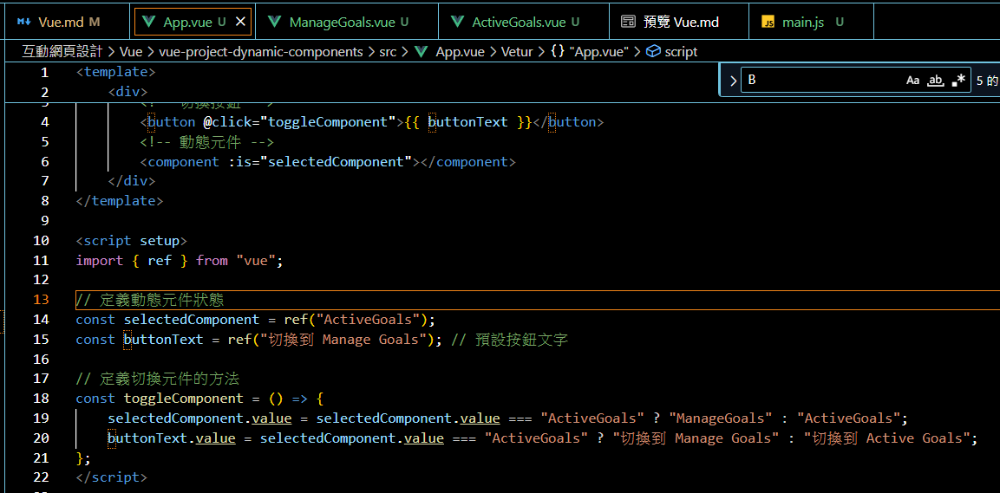 Vue.md M
App.vue U
ManageGoals.vue U
ActiveGoals.vue U
預覽 Vue.md
JS main.js U
互動網頁設計 > Vue > vue-project-dynamic-components > src > App.vue > Vetur > {} "App.vue" > script
B Aa ab .* 5 的
1 <template>
2 <div>
3 <!-- 切換按鈕 -->
4 <button @click="toggleComponent">{{ buttonText }}</button>
5 <!-- 動態元件 -->
6 <component :is="selectedComponent"></component>
7 </div>
8 </template>
9
10 <script setup>
11 import { ref } from "vue";
12
13 // 定義動態元件狀態
14 const selectedComponent = ref("ActiveGoals");
15 const buttonText = ref("切換到 Manage Goals"); // 預設按鈕文字
16
17 // 定義切換元件的方法
18 const toggleComponent = () => {
19 selectedComponent.value = selectedComponent.value === "ActiveGoals" ? "ManageGoals" : "ActiveGoals";
20 buttonText.value = selectedComponent.value === "ActiveGoals" ? "切換到 Manage Goals" : "切換到 Active Goals";
21 };
22 </script>